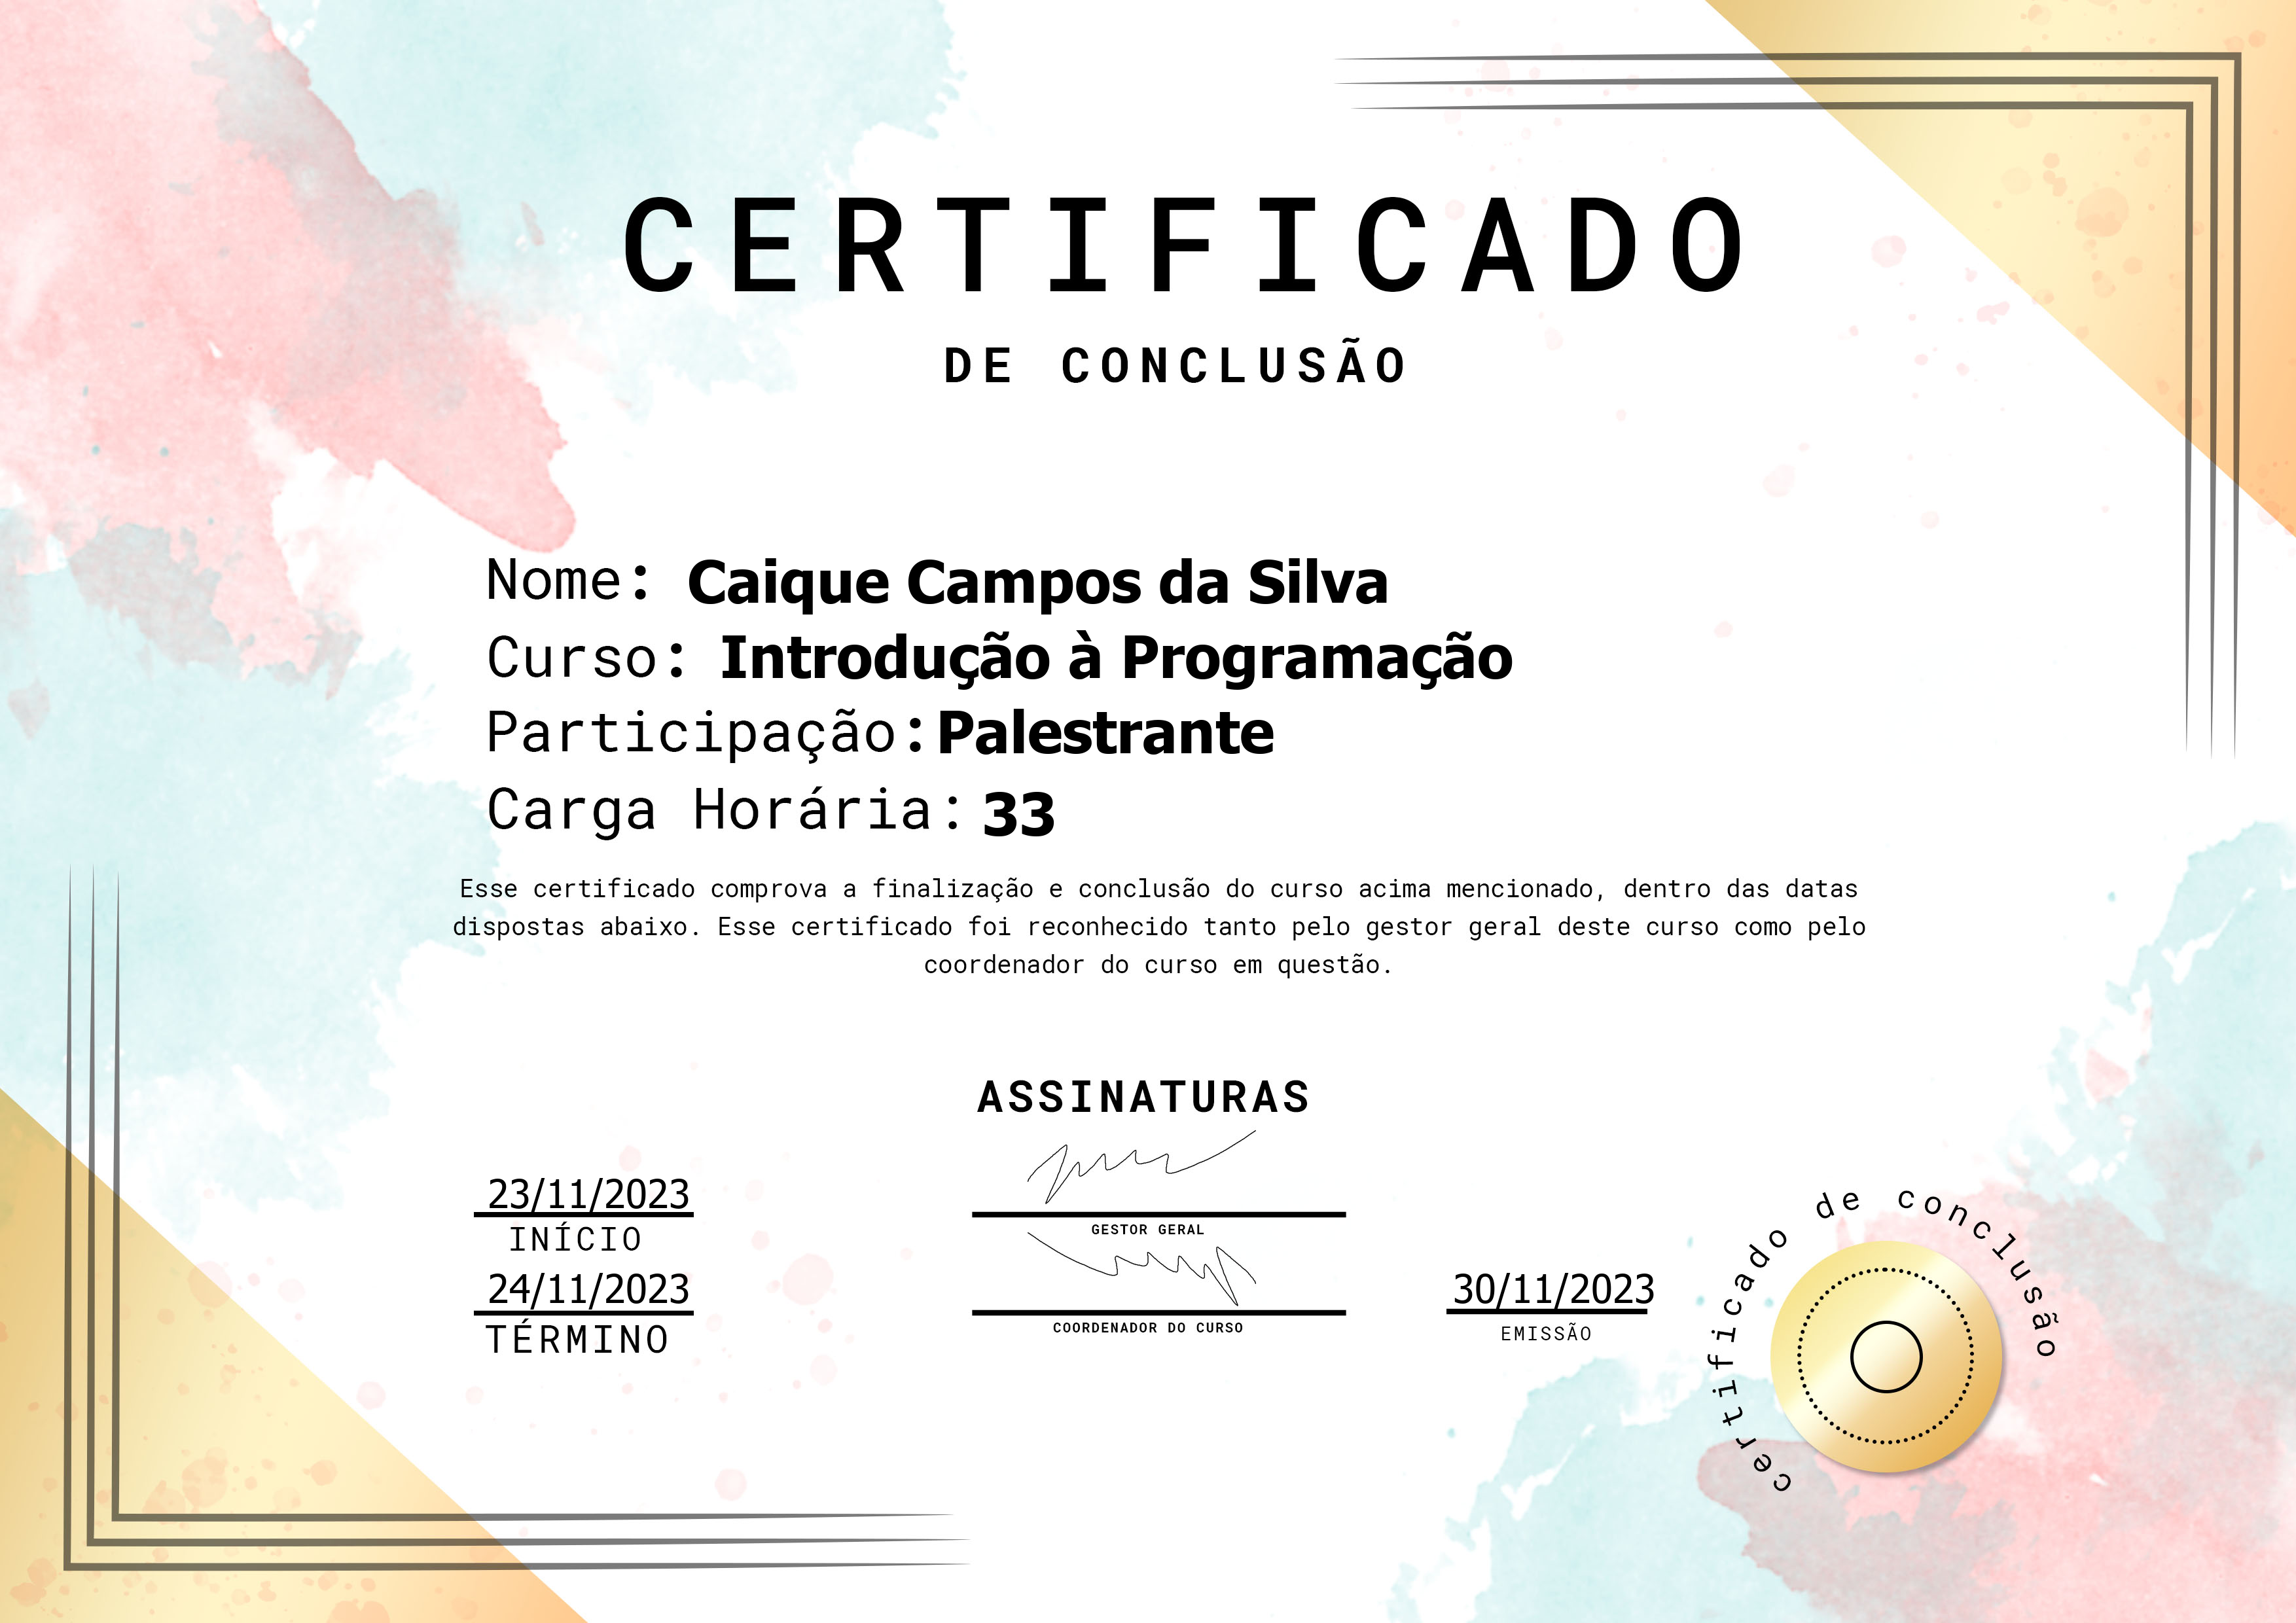 CERTIFICADO
DE CONCLUSÃO
Nome: Caique Campos da Silva
Curso: Introdução à Programação
Participação: Palestrante
Carga Horária: 33
Esse certificado comprova a finalização e conclusão do curso acima mencionado, dentro das datas
dispostas abaixo. Esse certificado foi reconhecido tanto pelo gestor geral deste curso como pelo
coordenador do curso em questão.
ASSINATURAS
23/11/2023
INÍCIO
GESTOR GERAL
24/11/2023
TÉRMINO
COORDENADOR DO CURSO
30/11/2023
EMISSÃO
certificado de conclusão